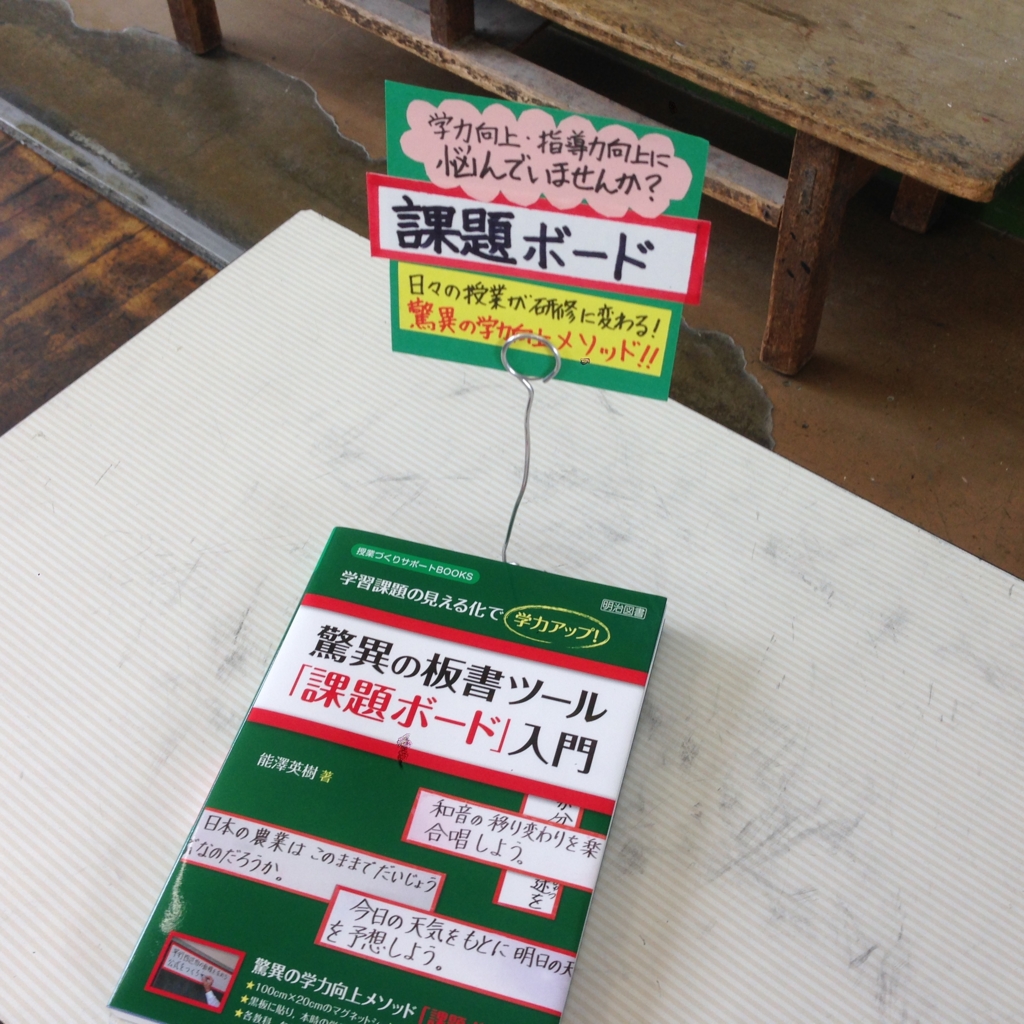 学力向上・指導力向上に
悩んでいませんか？
課題ボード
日々の授業が研修に変わる！
驚異の学力向上メソッド!!
授業づくりサポートBOOKS
学習課題の見える化で
学力アップ！
明治図書
驚異の板書ツール
「課題ボード」入門
能澤英樹 著
が分
和音の移り変わりを楽
合唱しよう。
日本の農業は このままでだいじょう
なのだろうか。
述を
今日の天気をもとに 明日の天
を予想しよう。
驚異の学力向上メソッド「課題
★100cm×20cmのマグネットシ
★黒板に貼り、本時の学
★各教科